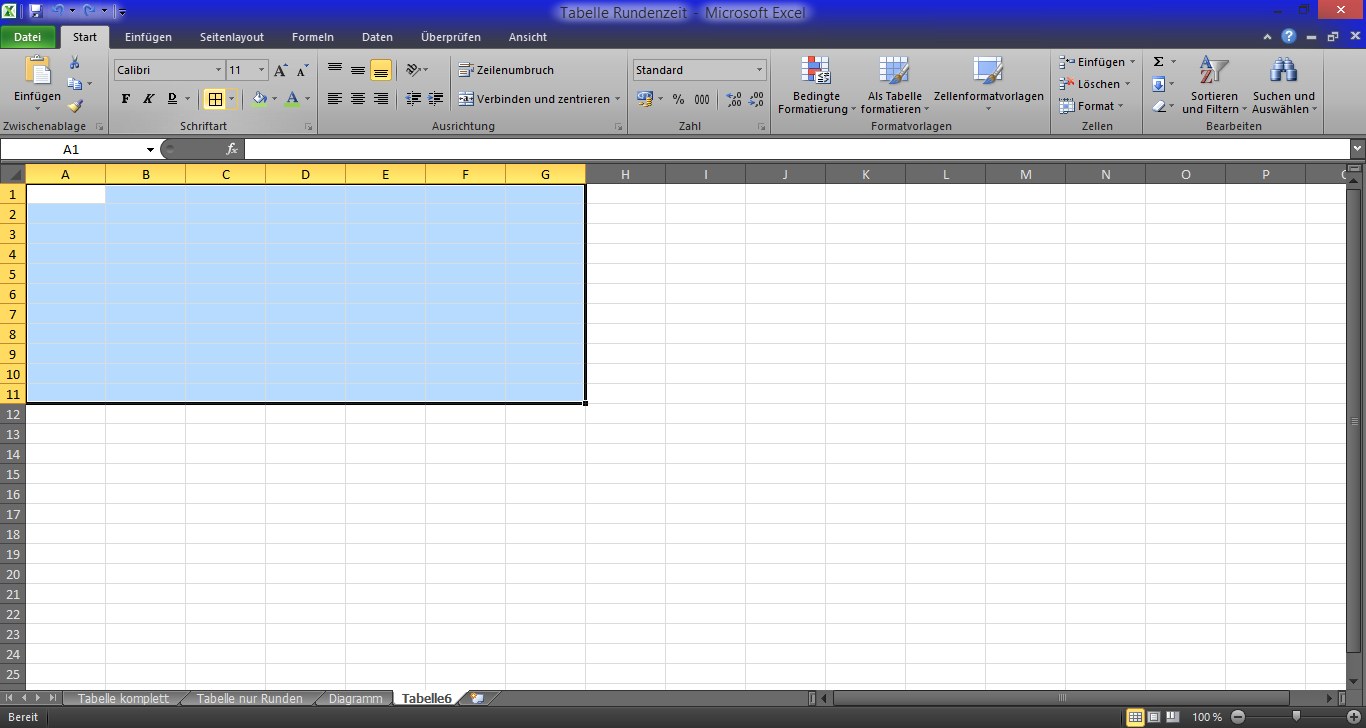 Tabelle Rundenzeit - Microsoft Excel
Datei Start Einfügen Seitenlayout Formeln Daten Überprüfen Ansicht
Einfügen
Zwischenablage
Calibri 11
F K D A
Schriftart
Zeilenumbruch
Verbinden und zentrieren
Ausrichtung
Standard
% 000
Zahl
Bedingte Formatierung
Als Tabelle formatieren
Zellenformatvorlagen
Formatvorlagen
Einfügen
Löschen
Format
Zellen
Σ
Sortieren und Filtern
Suchen und Auswählen
Bearbeiten
A1 fx
A B C D E F G H I J K L M N O P
1
2
3
4
5
6
7
8
9
10
11
12
13
14
15
16
17
18
19
20
21
22
23
24
25
Tabelle komplett Tabelle nur Runden Diagramm Tabelle6
Bereit 100 %